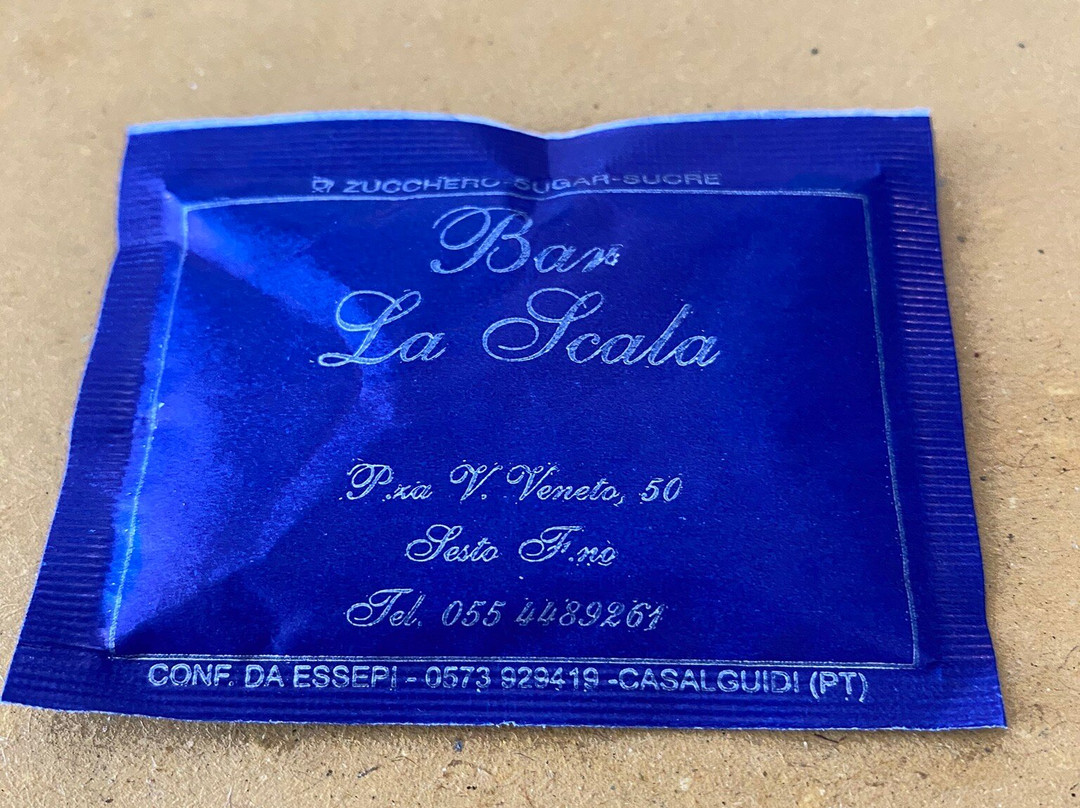 ZUCCHERO-SUGAR-SUCRE
Bar
La Scala
P.za V. Veneto, 50
Sesto F.no
Tel. 055 4489261
CONF. DA ESSEPI - 0573 929419 -CASALGUIDI (PT)